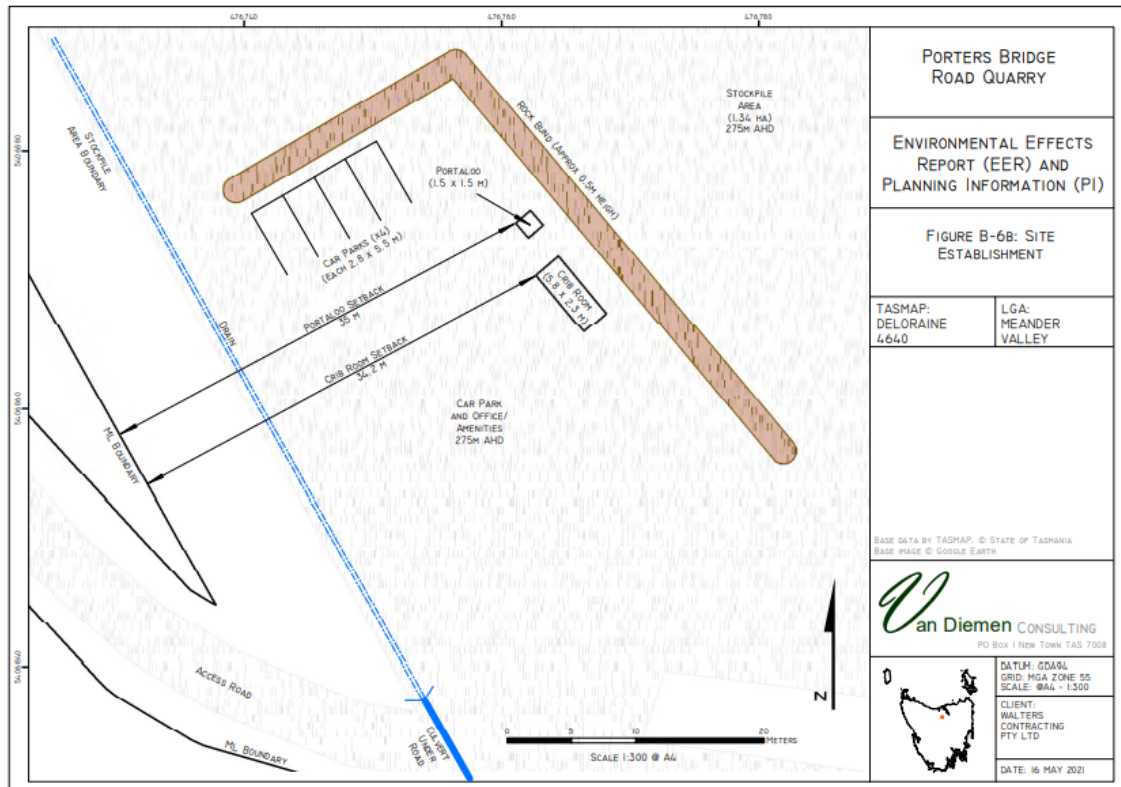 476740
476760
476780
5406880
5406860
5406840
STOCKPILE
AREA BOUNDARY
ROCK BUND (APPROX 0.5M HEIGH)
STOCKPILE
AREA
(1.34 HA)
275M AHD
PORTALOO
(1.5 X 1.5 M)
CAR PARKS (X4)
(EACH 2.8 X 5.5 M)
CRIB ROOM
(5.8 X 2.3 M)
DRAIN
PORTALOO SETBACK
35 M
CRIB ROOM SETBACK
34.2 M
CAR PARK
AND OFFICE/
AMENITIES
275M AHD
ML BOUNDARY
ACCESS ROAD
ML BOUNDARY
CULVERT
UNDER
ROAD
N
0 5 10 20
METERS
SCALE 1:300 @ A4
PORTERS BRIDGE
ROAD QUARRY
ENVIRONMENTAL EFFECTS
REPORT (EER) AND
PLANNING INFORMATION (PI)
FIGURE B-6B: SITE
ESTABLISHMENT
TASMAP:
DELORAINE
4640
LGA:
MEANDER
VALLEY
BASE DATA BY TASMAP. © STATE OF TASMANIA
BASE IMAGE © GOOGLE EARTH
Van Diemen CONSULTING
PO BOX 1 NEW TOWN TAS 7008
DATUM: GDA94
GRID: MGA ZONE 55
SCALE: @A4 - 1:300
CLIENT:
WALTERS
CONTRACTING
PTY LTD
DATE: 16 MAY 2021